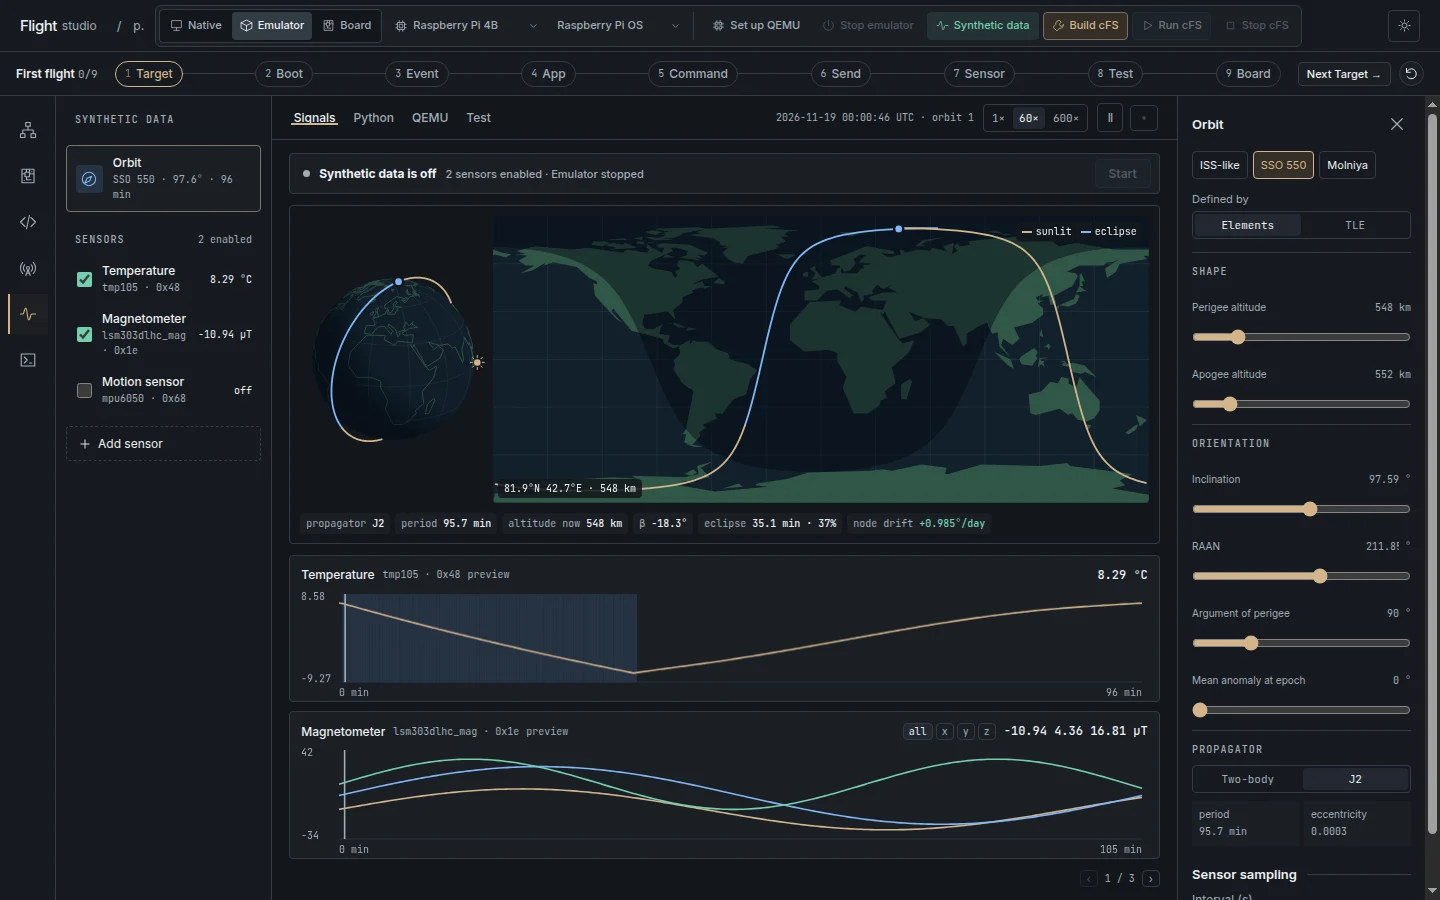 Flight studio / p.
Native Emulator Board Raspberry Pi 4B Raspberry Pi OS Set up QEMU Stop emulator Synthetic data Build cFS Run cFS Stop cFS
First flight 0/9 1 Target 2 Boot 3 Event 4 App 5 Command 6 Send 7 Sensor 8 Test 9 Board Next Target →
SYNTHETIC DATA
Orbit
SSO 550 · 97.6° · 96
min
SENSORS 2 enabled
Temperature
tmp105 · 0x48
8.29 °C
Magnetometer
lsm303dlhc_mag
· 0x1e
-10.94 µT
Motion sensor
mpu6050 · 0x68
off
+ Add sensor
Signals Python QEMU Test
2026-11-19 00:00:46 UTC · orbit 1 1× 60× 600×
Synthetic data is off 2 sensors enabled · Emulator stopped Start
sunlit eclipse
81.9°N 42.7°E · 548 km
propagator J2 period 95.7 min altitude now 548 km β -18.3° eclipse 35.1 min · 37% node drift +0.985°/day
Temperature tmp105 · 0x48 preview 8.29 °C
8.58
-9.27
0 min 96 min
Magnetometer lsm303dlhc_mag · 0x1e preview all x y z -10.94 4.36 16.81 µT
42
-34
0 min 105 min
‹ 1 / 3 ›
Orbit
ISS-like SSO 550 Molniya
Defined by
Elements TLE
SHAPE
Perigee altitude 548 km
Apogee altitude 552 km
ORIENTATION
Inclination 97.59 °
RAAN 211.85 °
Argument of perigee 90 °
Mean anomaly at epoch 0 °
PROPAGATOR
Two-body J2
period eccentricity
95.7 min 0.0003
Sensor sampling
Interval (s)